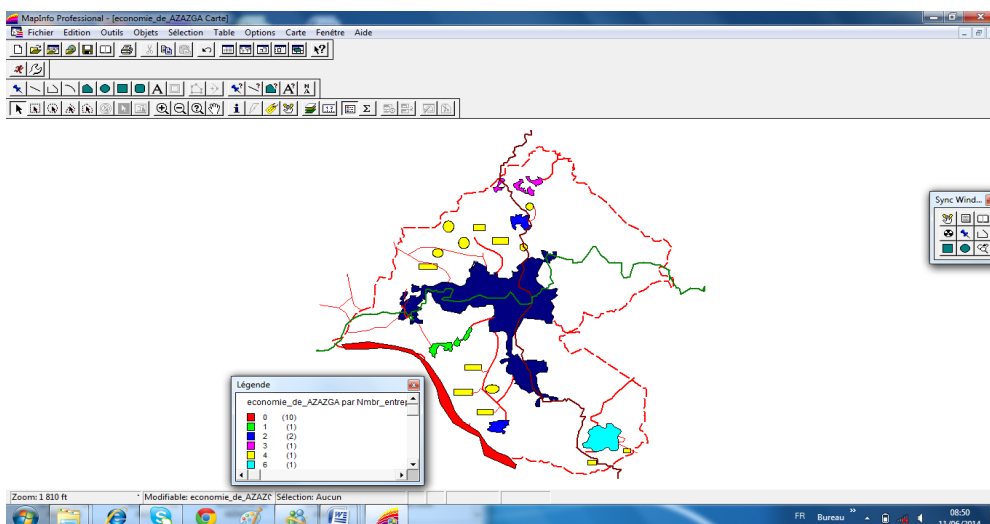 MapInfo Professional - [economie_de_AZAZGA Carte]
Fichier Edition Outils Objets Sélection Table Options Carte Fenêtre Aide
Sync Wind...
Légende
economie_de_AZAZGA par Nmbr_entrep
0 (10)
1 (1)
2 (2)
3 (1)
4 (1)
6 (1)
Zoom: 1 810 ft Modifiable: economie_de_AZAZG Sélection: Aucun
FR Bureau 08:50
11/06/2014